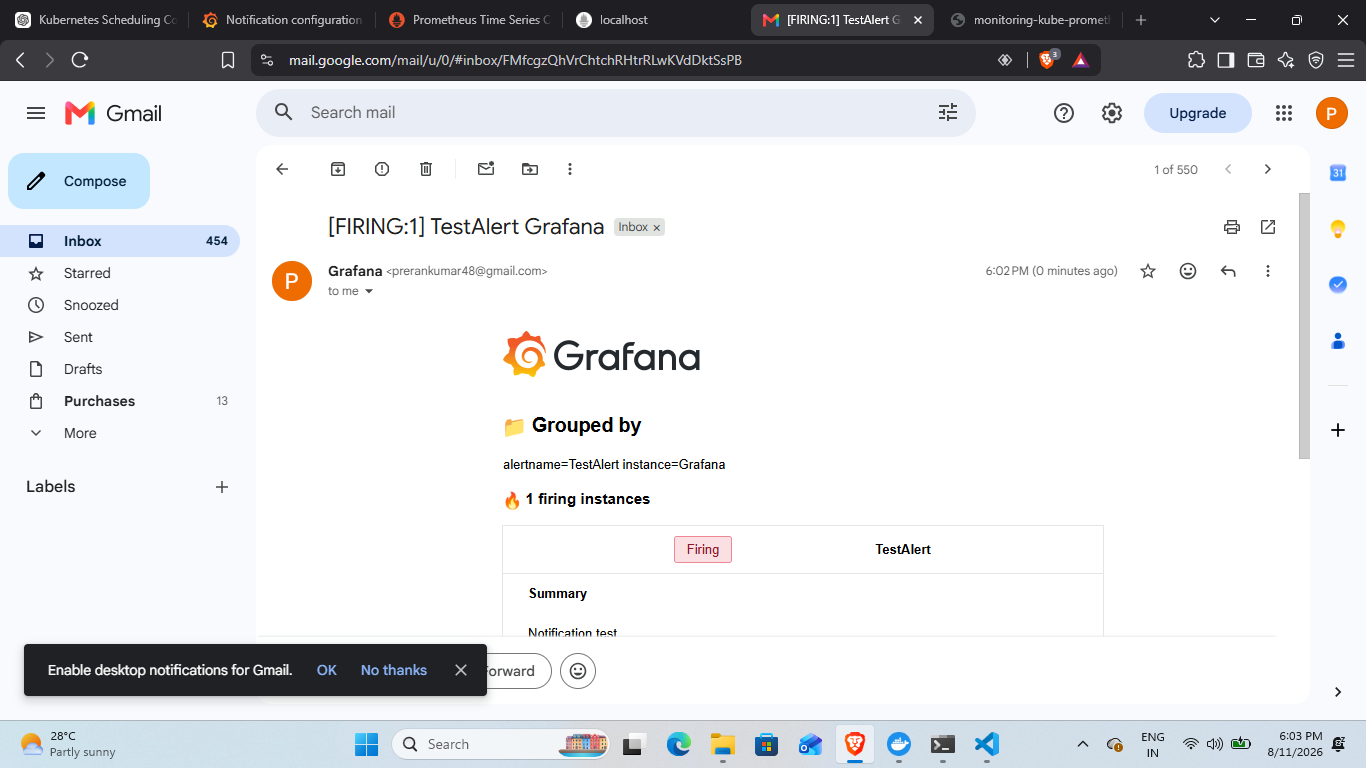 Kubernetes Scheduling Co
Notification configuration
Prometheus Time Series C
localhost
[FIRING:1] TestAlert G
monitoring-kube-prometh
mail.google.com/mail/u/0/#inbox/FMfcgzQhVrChtchRHtrRLwKVdDktSsPB
3
Gmail
Search mail
Upgrade
P
Compose
1 of 550
31
Inbox 454
Starred
Snoozed
Sent
Drafts
Purchases 13
More
Labels
[FIRING:1] TestAlert Grafana Inbox ×
P
Grafana <prerankumar48@gmail.com>
6:02 PM (0 minutes ago)
to me
Grafana
Grouped by
alertname=TestAlert instance=Grafana
1 firing instances
Firing TestAlert
Summary
Notification test
Enable desktop notifications for Gmail. OK No thanks
Forward
28°C
Partly sunny
Search
ENG
IN
6:03 PM
8/11/2026